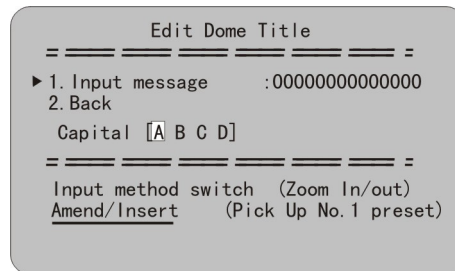 Edit Dome Title
▶ 1. Input message :00000000000000
2. Back
Capital [A B C D]
Input method switch (Zoom In/out)
Amend/Insert (Pick Up No.1 preset)